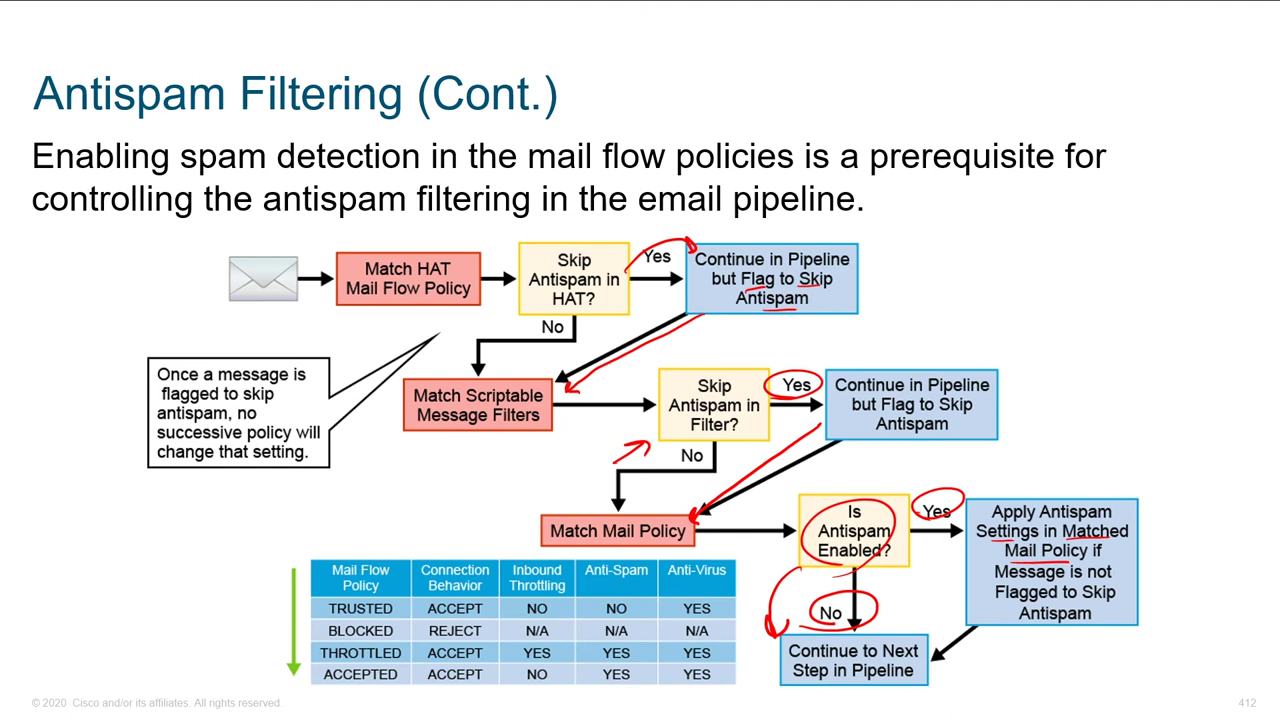 Antispam Filtering (Cont.)
Enabling spam detection in the mail flow policies is a prerequisite for
controlling the antispam filtering in the email pipeline.
Match HAT
Mail Flow Policy
Skip
Antispam in
HAT?
Yes
Continue in Pipeline
but Flag to Skip
Antispam
No
Once a message is
flagged to skip
antispam, no
successive policy will
change that setting.
Match Scriptable
Message Filters
Skip
Antispam in
Filter?
Yes
Continue in Pipeline
but Flag to Skip
Antispam
No
Match Mail Policy
Is
Antispam
Enabled?
Yes
Apply Antispam
Settings in Matched
Mail Policy if
Message is not
Flagged to Skip
Antispam
No
Continue to Next
Step in Pipeline
Mail Flow Policy Connection Behavior Inbound Throttling Anti-Spam Anti-Virus
TRUSTED ACCEPT NO NO YES
BLOCKED REJECT N/A N/A N/A
THROTTLED ACCEPT YES YES YES
ACCEPTED ACCEPT NO YES YES
© 2020 Cisco and/or its affiliates. All rights reserved.
412